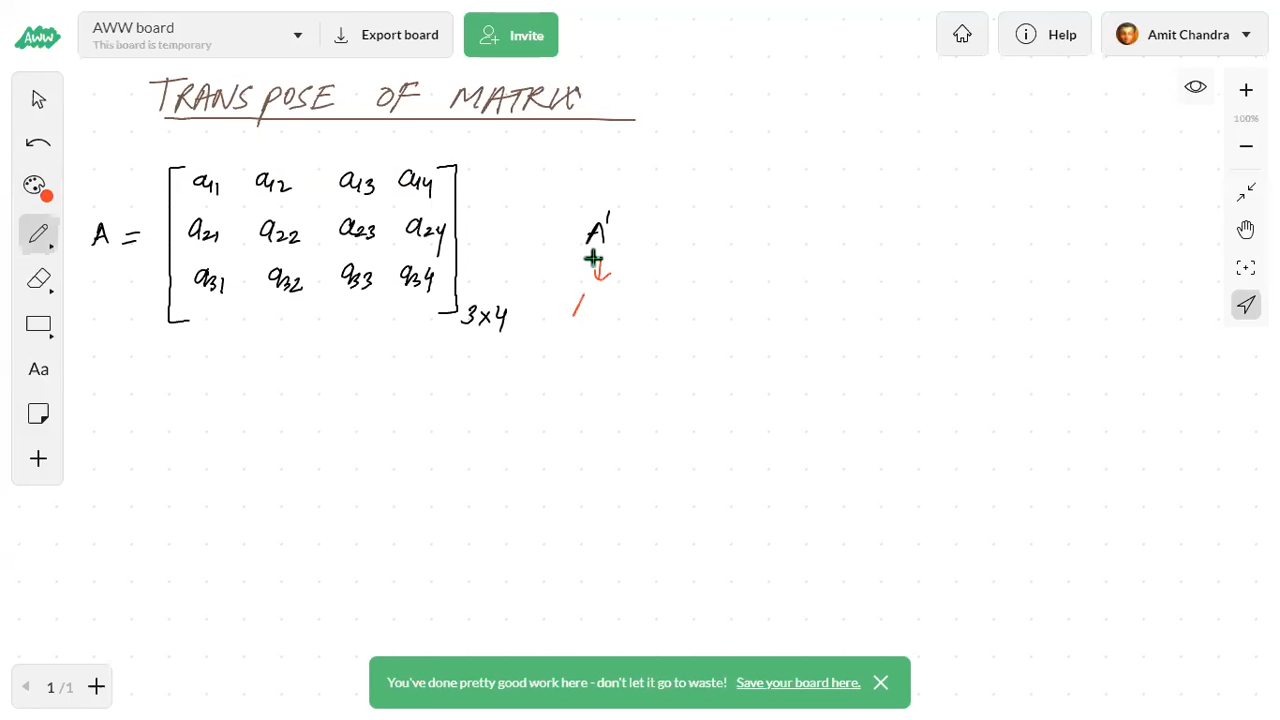 AWW
AWW board
This board is temporary
Export board
Invite
Help
Amit Chandra
TRANSPOSE OF MATRIX
100%
A = [ a11 a12 a13 a14
a21 a22 a23 a24
a31 a32 a33 a34 ] 3×4
A'
Aa
1 /1
You've done pretty good work here - don't let it go to waste! Save your board here.